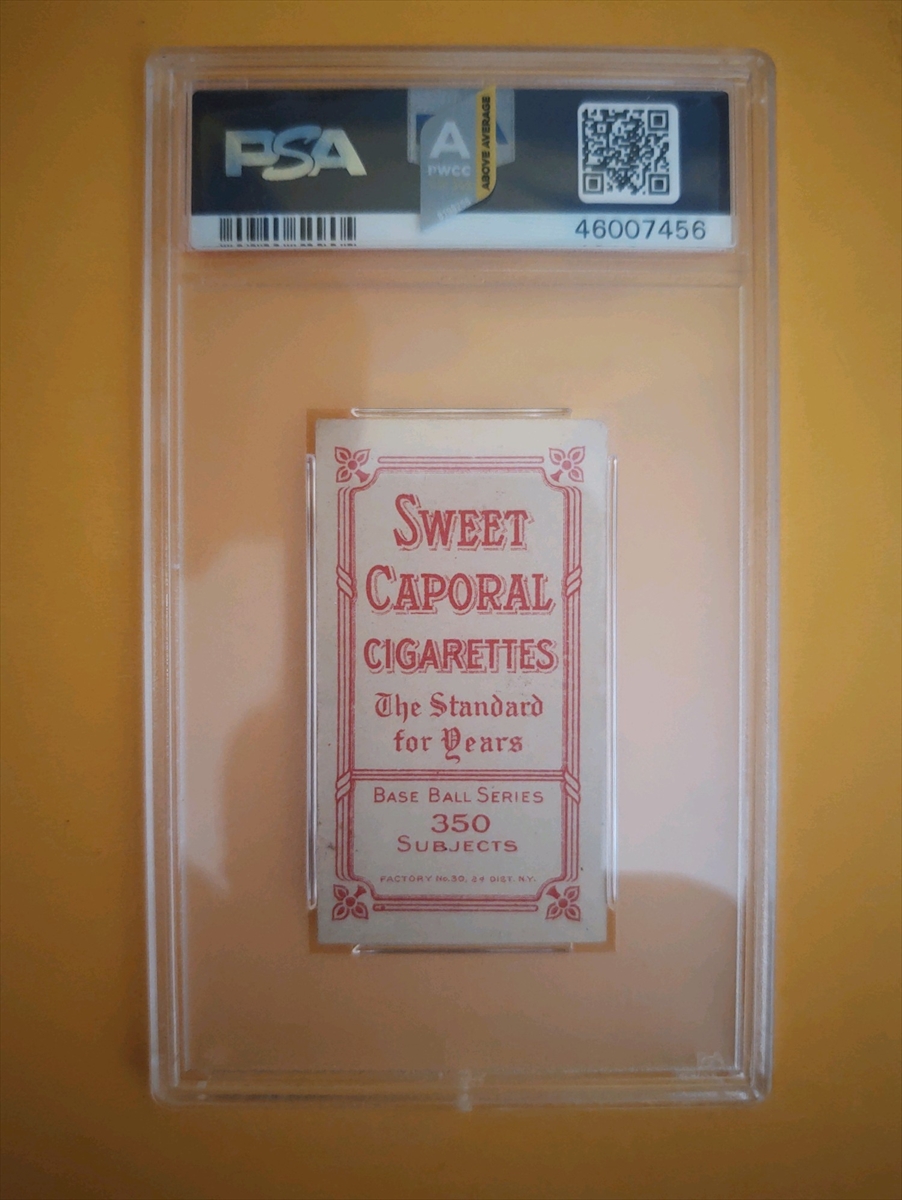 PSA
A
PWCC
ABOVE AVERAGE
46007456
SWEET
CAPORAL
CIGARETTES
The Standard
for Years
BASE BALL SERIES
350
SUBJECTS
FACTORY No. 30, 2d DIST. N.Y.